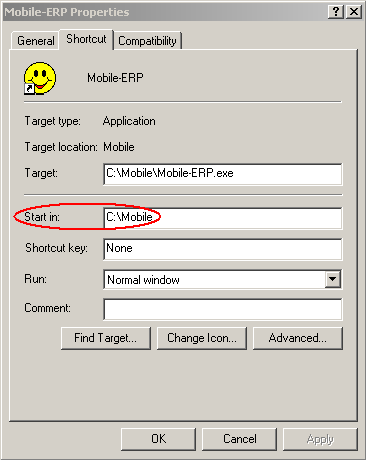 Mobile-ERP Properties
General Shortcut Compatibility
Mobile-ERP
Target type: Application
Target location: Mobile
Target: C:\Mobile\Mobile-ERP.exe
Start in: C:\Mobile
Shortcut key: None
Run: Normal window
Comment:
Find Target... Change Icon... Advanced...
OK Cancel Apply